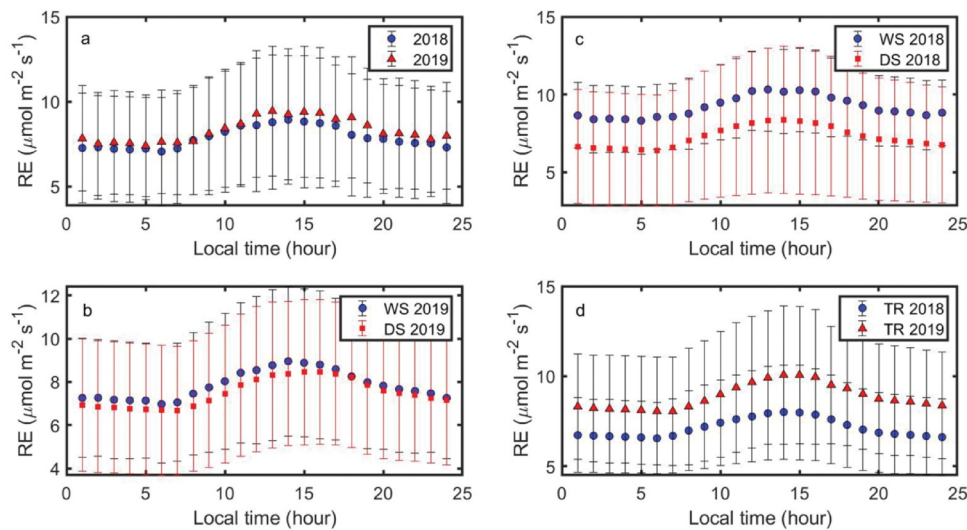 a
2018
2019
15
10
5
RE (μmol m⁻² s⁻¹)
0 5 10 15 20 25
Local time (hour)
c
WS 2018
DS 2018
15
10
5
RE (μmol m⁻² s⁻¹)
0 5 10 15 20 25
Local time (hour)
b
WS 2019
DS 2019
12
10
8
6
4
RE (μmol m⁻² s⁻¹)
0 5 10 15 20 25
Local time (hour)
d
TR 2018
TR 2019
15
10
5
RE (μmol m⁻² s⁻¹)
0 5 10 15 20 25
Local time (hour)